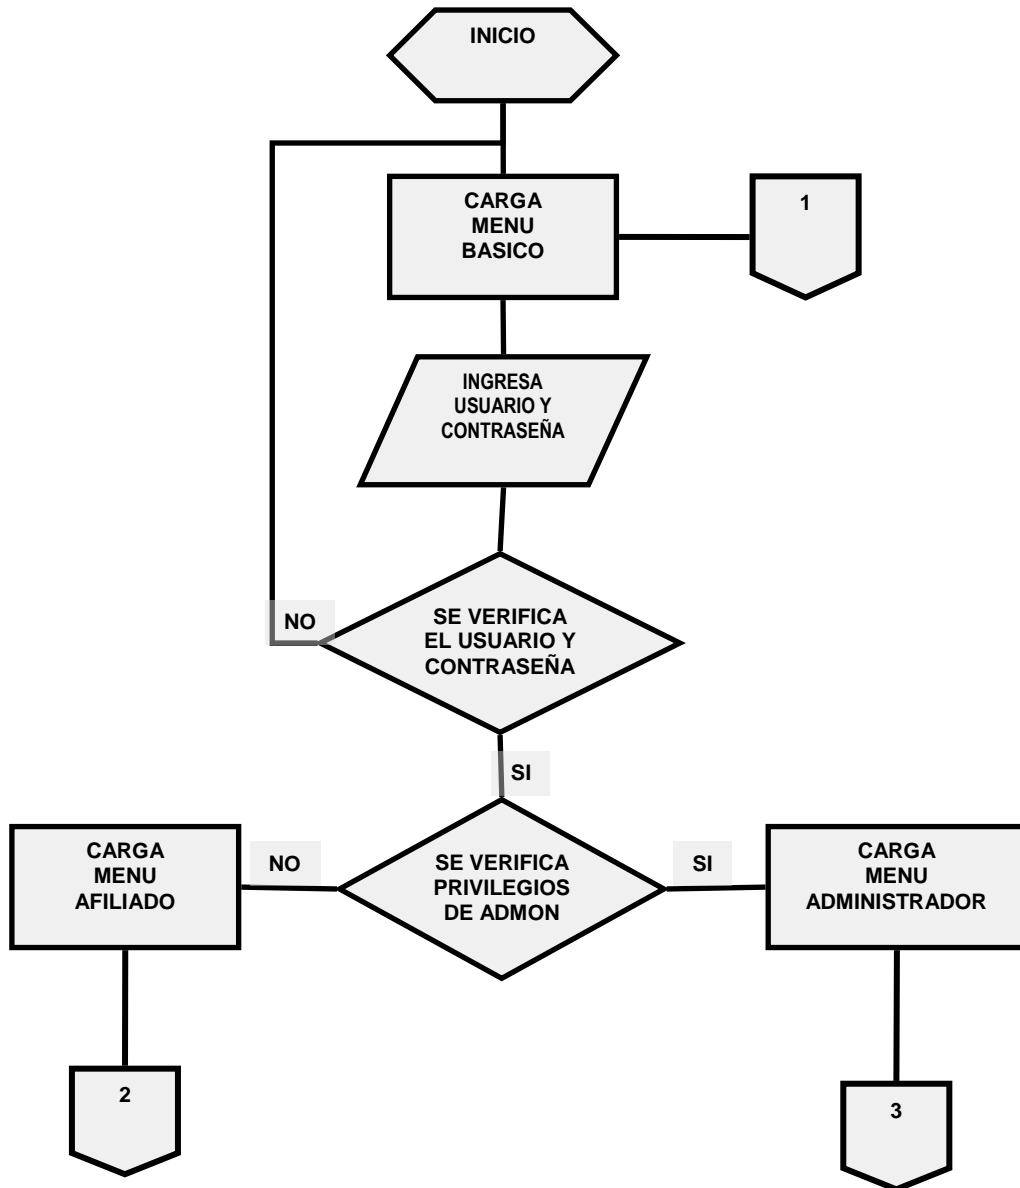 INICIO
CARGA
MENU
BASICO
1
INGRESA
USUARIO Y
CONTRASEÑA
NO
SE VERIFICA
EL USUARIO Y
CONTRASEÑA
SI
CARGA
MENU
AFILIADO
NO
SE VERIFICA
PRIVILEGIOS
DE ADMON
SI
CARGA
MENU
ADMINISTRADOR
2
3